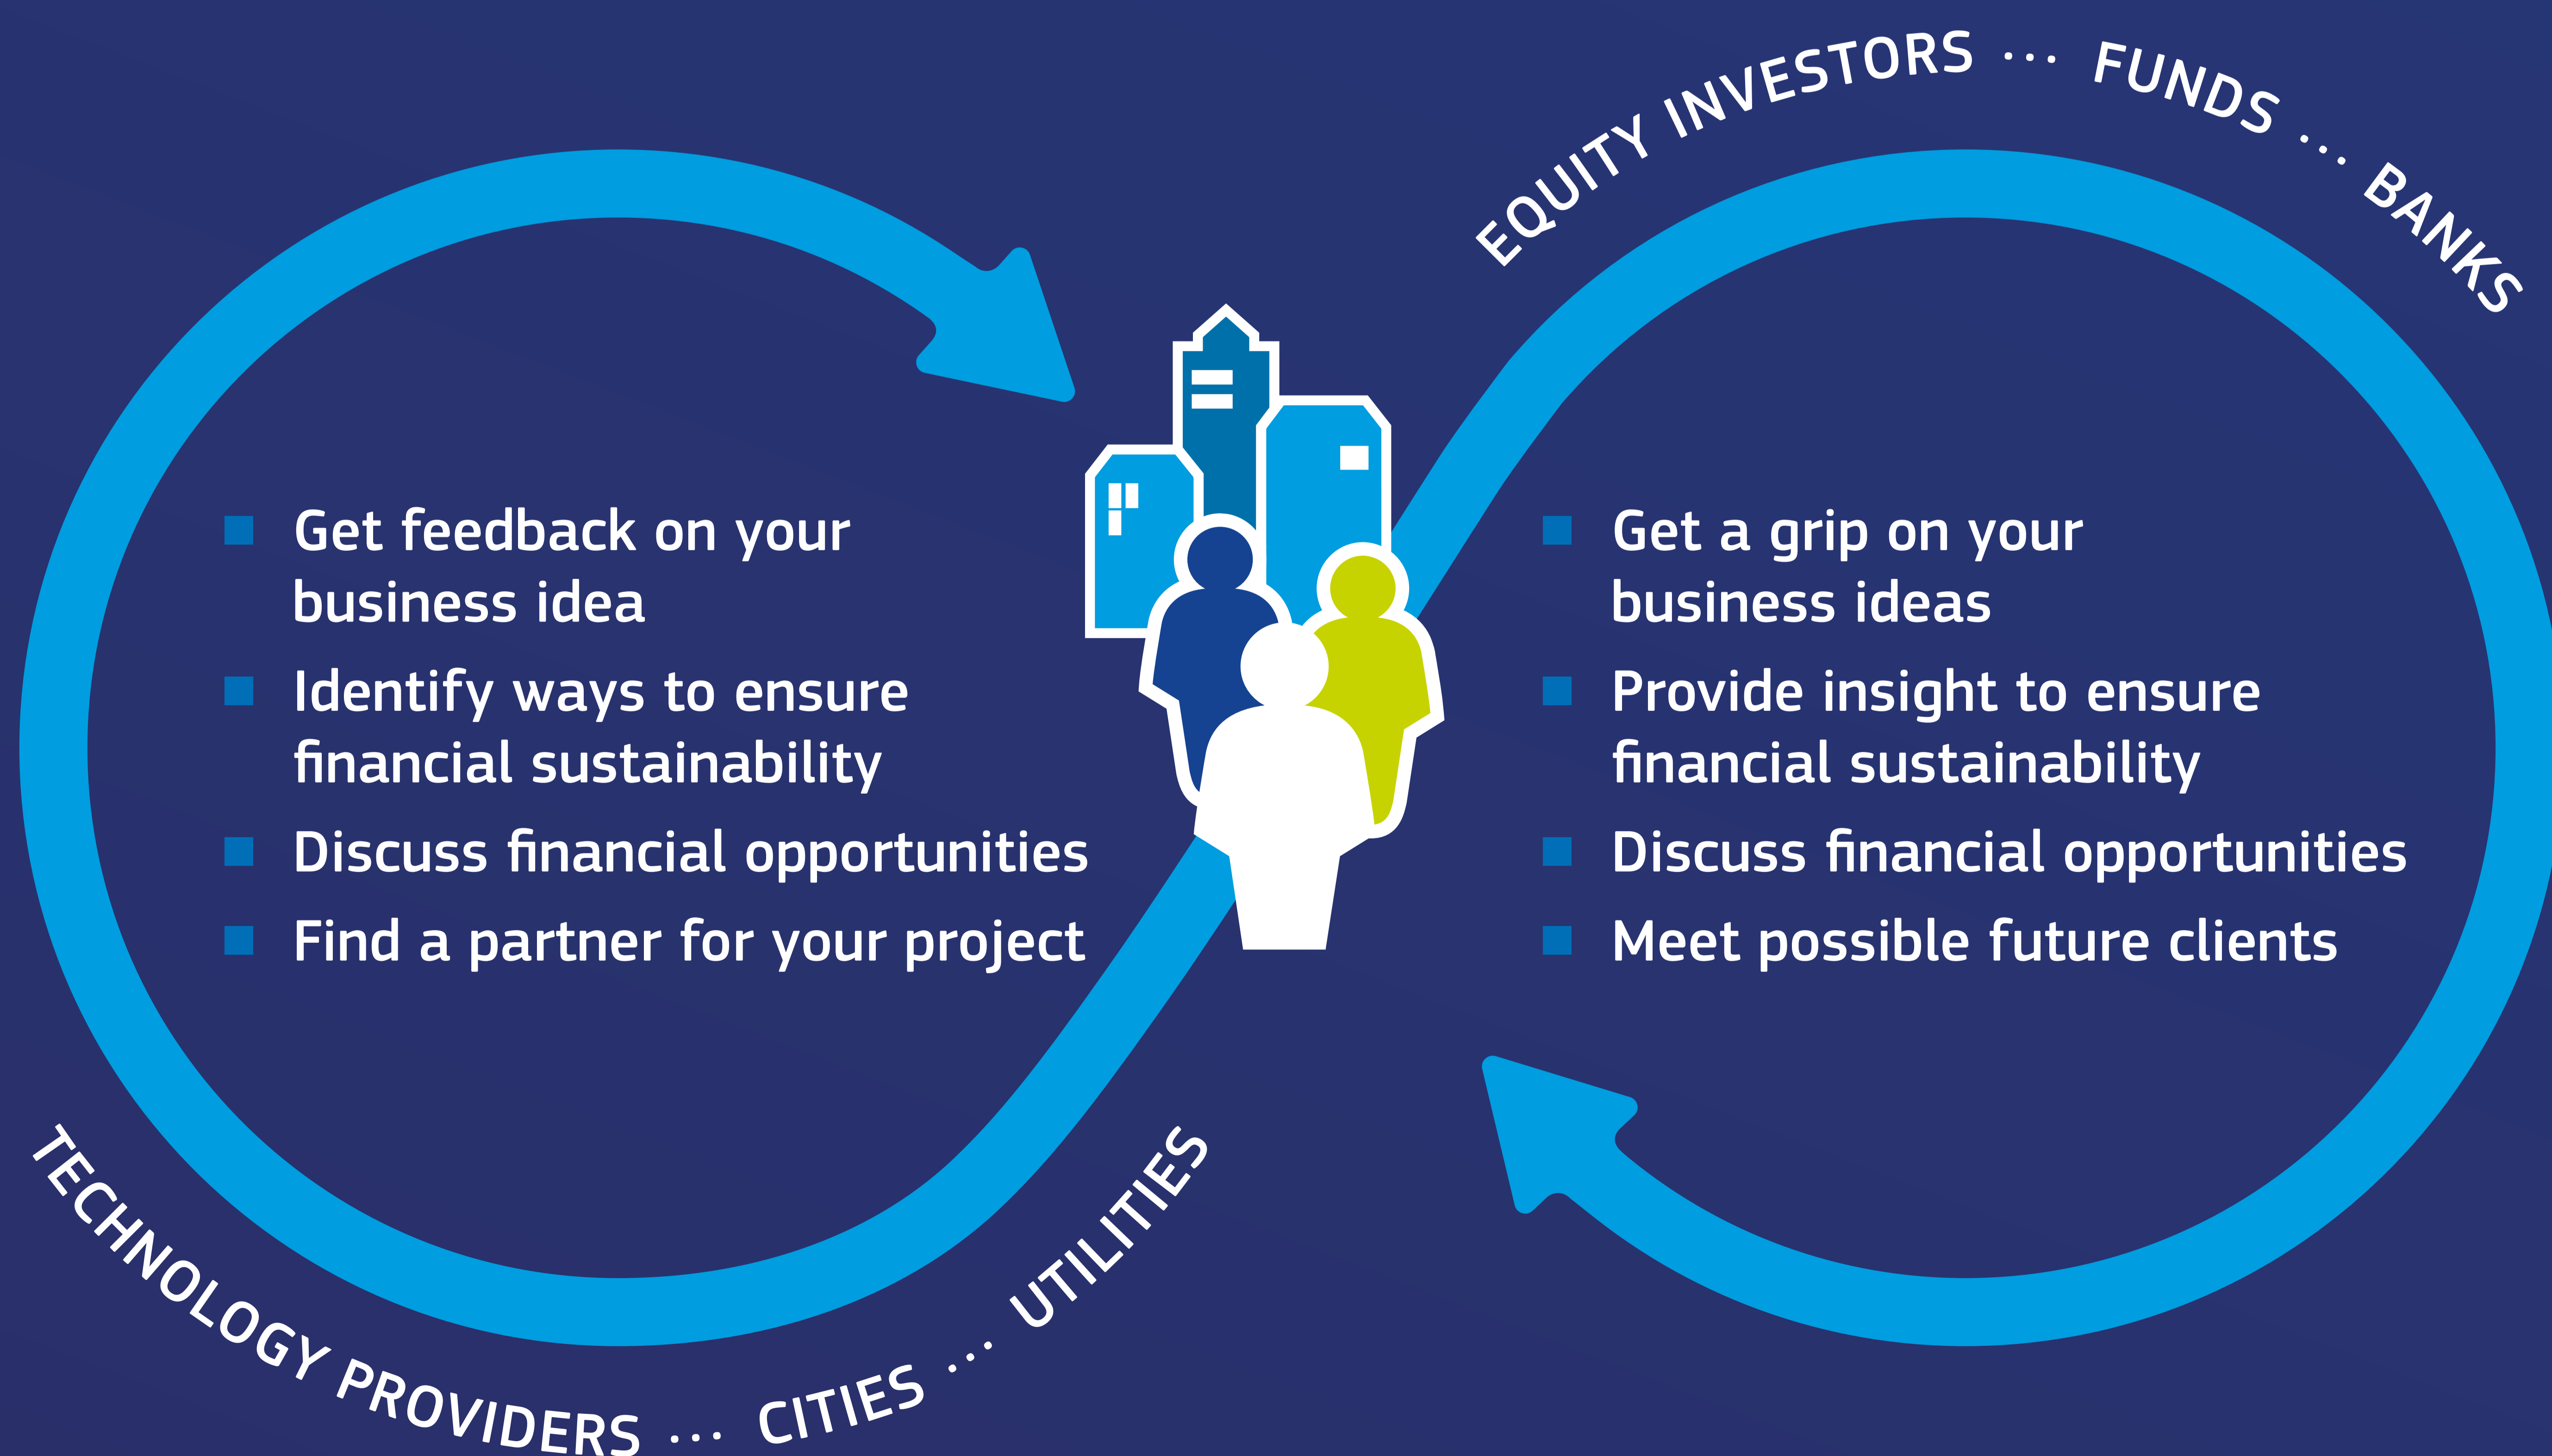 EQUITY INVESTORS ... FUNDS ... BANKS
Get feedback on your
business idea
Identify ways to ensure
financial sustainability
Discuss financial opportunities
Find a partner for your project
Get a grip on your
business ideas
Provide insight to ensure
financial sustainability
Discuss financial opportunities
Meet possible future clients
TECHNOLOGY PROVIDERS ... CITIES ... UTILITIES